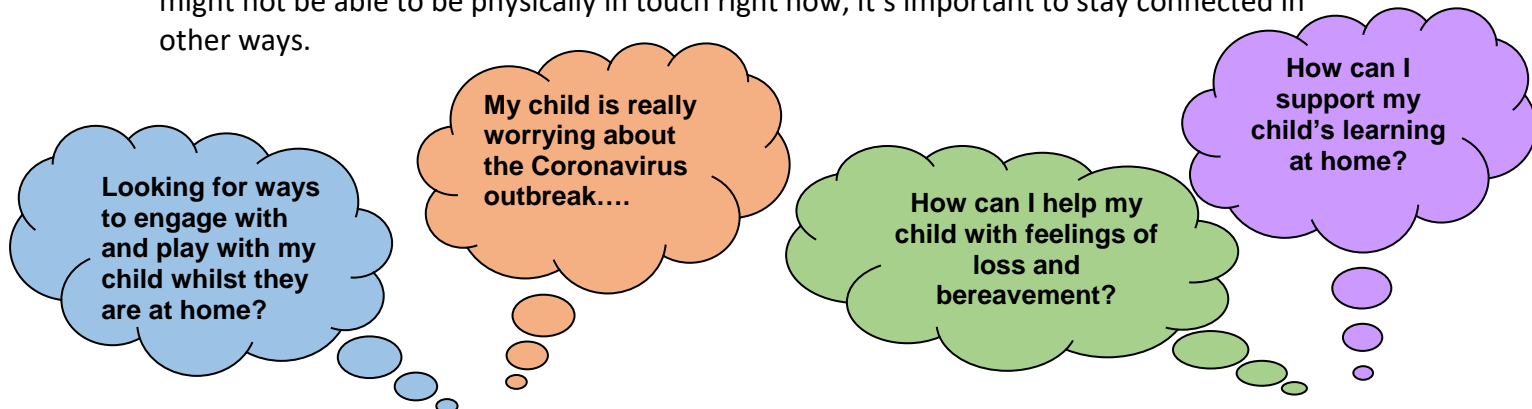 might not be able to be physically in touch right now, it's important to stay connected in
other ways.
Looking for ways
to engage with
and play with my
child whilst they
are at home?
My child is really
worrying about
the Coronavirus
outbreak….
How can I help my
child with feelings of
loss and
bereavement?
How can I
support my
child's learning
at home?